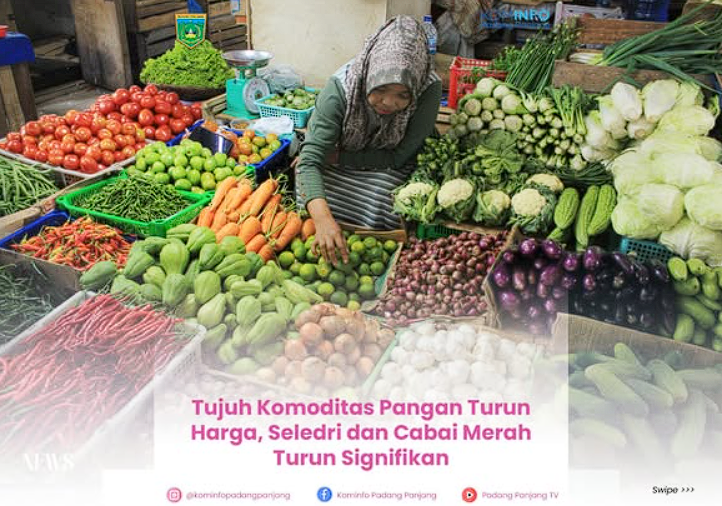 KOMINFO
NEWS
Tujuh Komoditas Pangan Turun
Harga, Seledri dan Cabai Merah
Turun Signifikan
@kominfopadangpanjang
Kominfo Padang Panjang
Padang Panjang TV
Swipe >>>